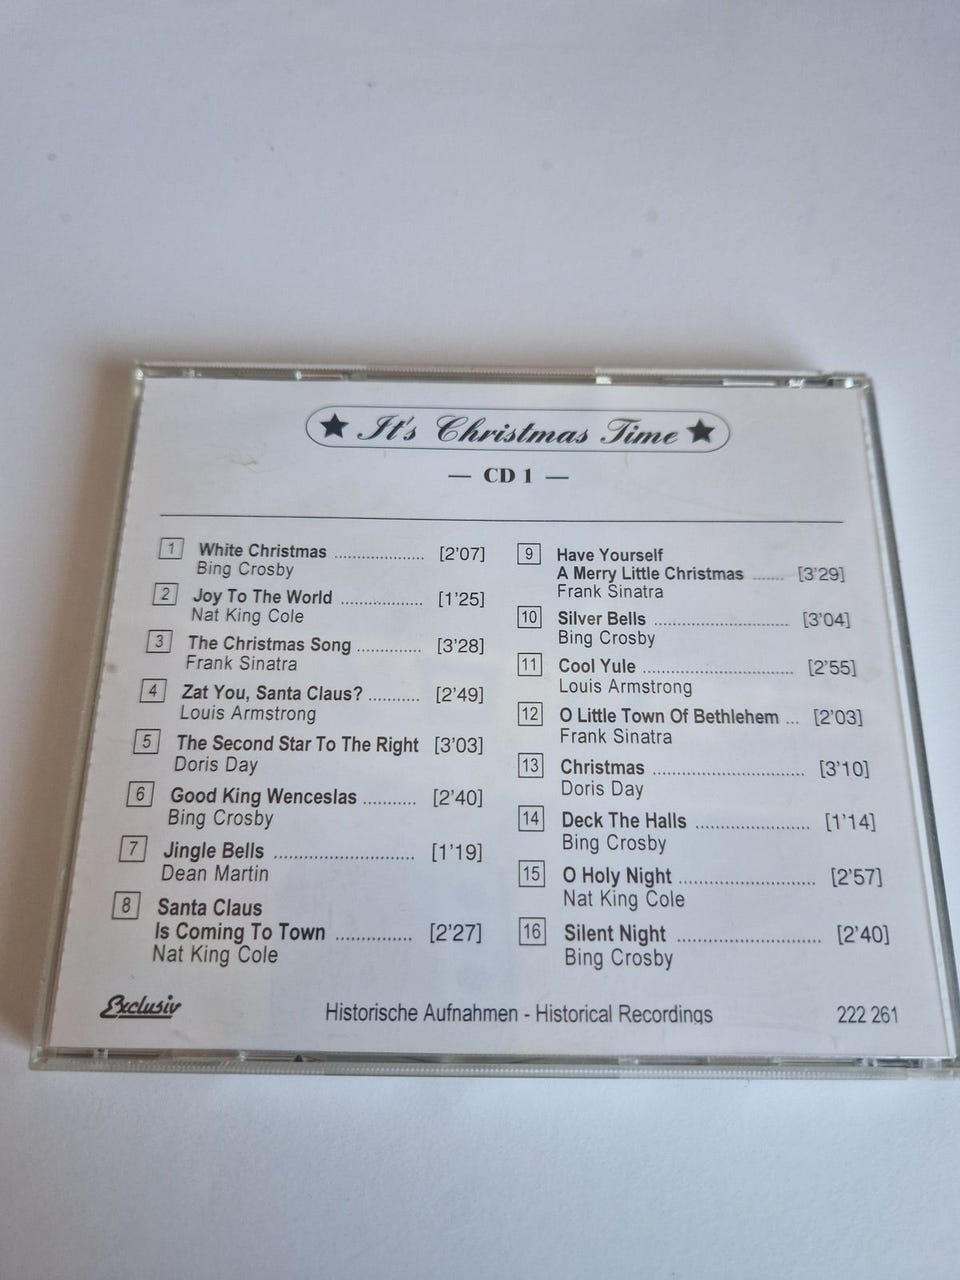 ★ It's Christmas Time ★
— CD 1 —
1 White Christmas .................. [2'07]
Bing Crosby
2 Joy To The World ................ [1'25]
Nat King Cole
3 The Christmas Song ............. [3'28]
Frank Sinatra
4 Zat You, Santa Claus? .......... [2'49]
Louis Armstrong
5 The Second Star To The Right [3'03]
Doris Day
6 Good King Wenceslas ........... [2'40]
Bing Crosby
7 Jingle Bells ............................ [1'19]
Dean Martin
8 Santa Claus
Is Coming To Town ............... [2'27]
Nat King Cole
9 Have Yourself
A Merry Little Christmas ....... [3'29]
Frank Sinatra
10 Silver Bells ........................... [3'04]
Bing Crosby
11 Cool Yule .............................. [2'55]
Louis Armstrong
12 O Little Town Of Bethlehem ... [2'03]
Frank Sinatra
13 Christmas .............................. [3'10]
Doris Day
14 Deck The Halls ....................... [1'14]
Bing Crosby
15 O Holy Night ........................... [2'57]
Nat King Cole
16 Silent Night ............................ [2'40]
Bing Crosby
Exclusiv
Historische Aufnahmen - Historical Recordings
222 261